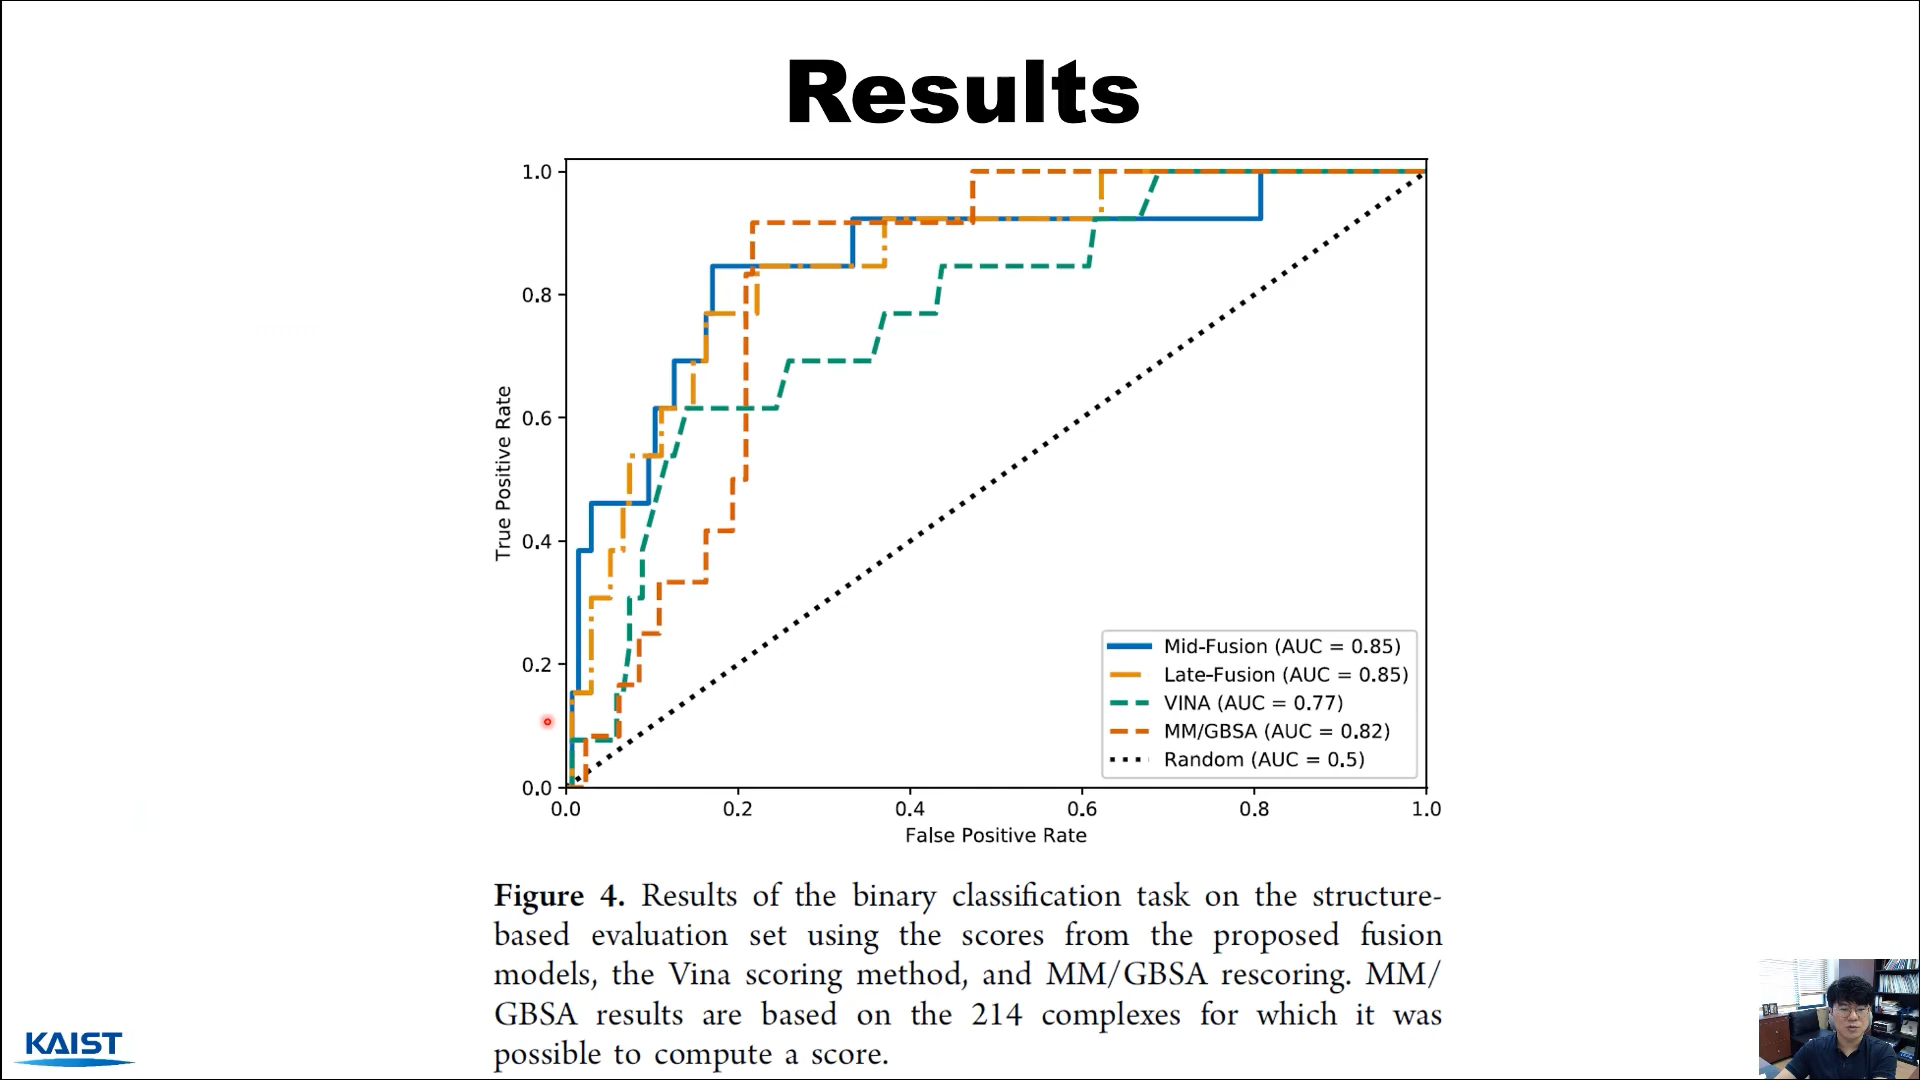 Results
1.0
0.8
0.6
0.4
0.2
0.0
True Positive Rate
0.0 0.2 0.4 0.6 0.8 1.0
False Positive Rate
Mid-Fusion (AUC = 0.85)
Late-Fusion (AUC = 0.85)
VINA (AUC = 0.77)
MM/GBSA (AUC = 0.82)
Random (AUC = 0.5)
Figure 4. Results of the binary classification task on the structure-
based evaluation set using the scores from the proposed fusion
models, the Vina scoring method, and MM/GBSA rescoring. MM/
GBSA results are based on the 214 complexes for which it was
possible to compute a score.
KAIST